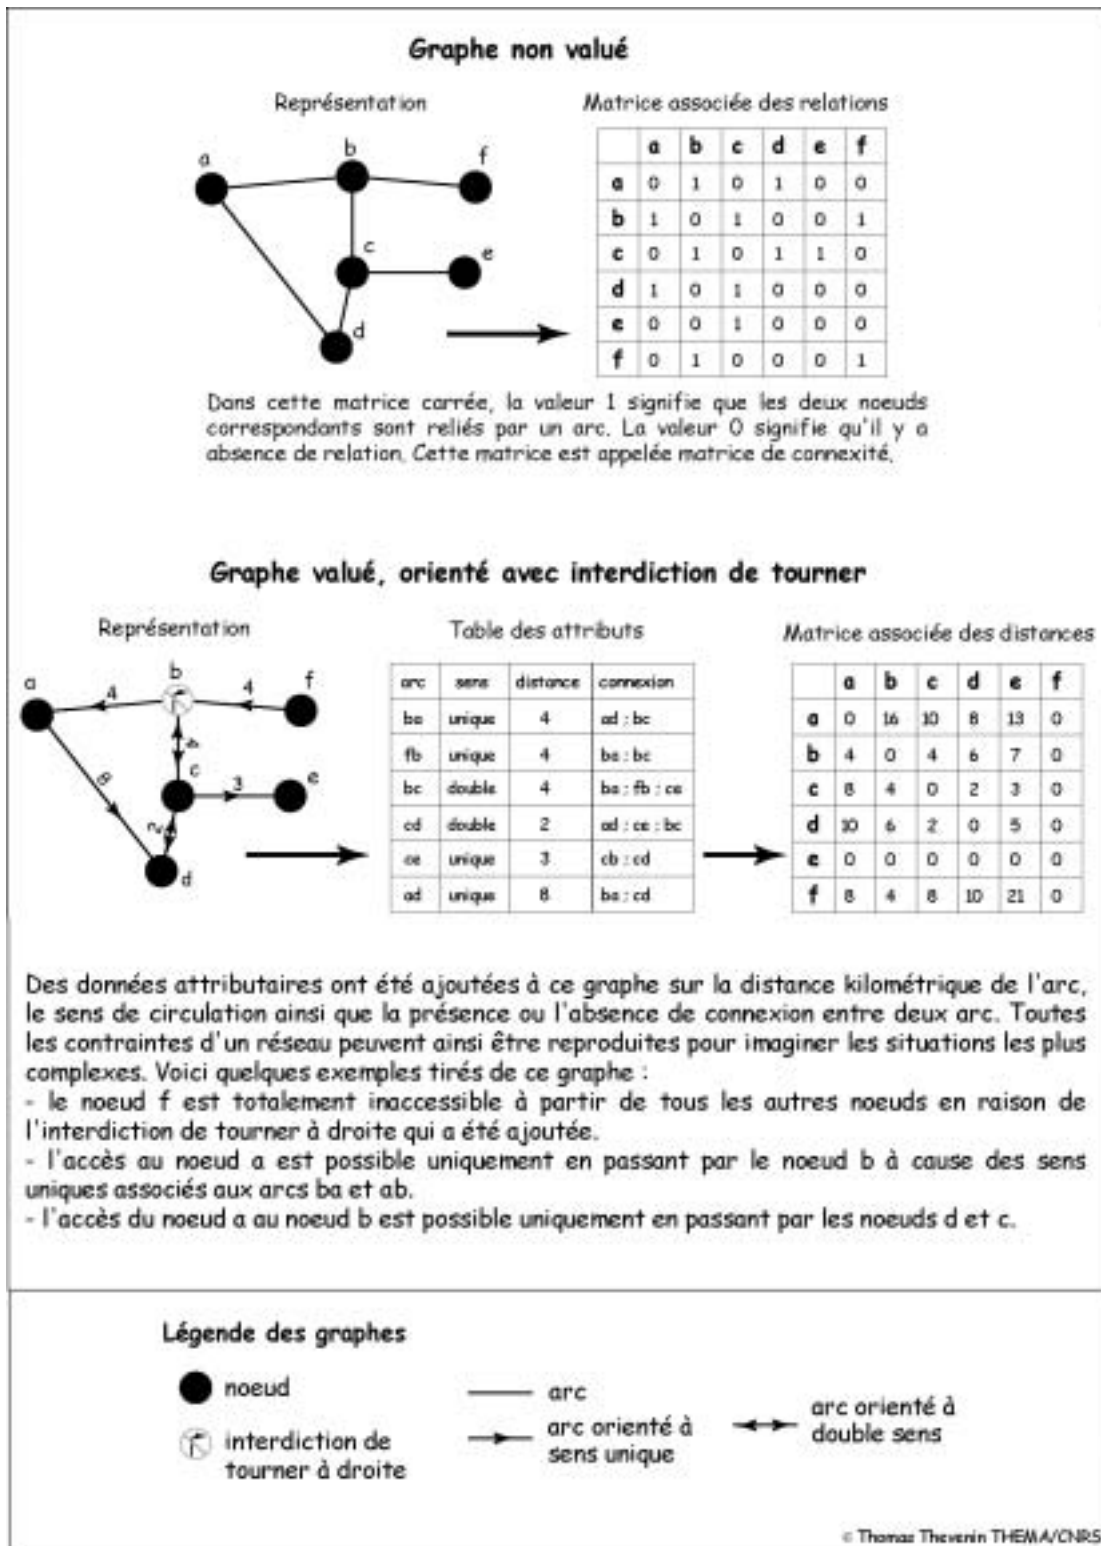 Graphe non valué
Représentation
Matrice associée des relations
a b c d e f
a 0 1 0 1 0 0
b 1 0 1 0 0 1
c 0 1 0 1 1 0
d 1 0 1 0 0 0
e 0 0 1 0 0 0
f 0 1 0 0 0 1
a
b
f
c
e
d
Dans cette matrice carrée, la valeur 1 signifie que les deux noeuds
correspondants sont reliés par un arc. La valeur 0 signifie qu'il y a
absence de relation. Cette matrice est appelée matrice de connexité.
Graphe valué, orienté avec interdiction de tourner
Représentation
a
b
f
4
4
4
c
3
e
8
2
d
Table des attributs
arc sens distance connexion
ba unique 4 ad ; bc
fb unique 4 ba ; bc
bc double 4 ba ; fb ; ce
cd double 2 ad ; ce ; bc
ce unique 3 cb ; cd
ad unique 8 ba ; cd
Matrice associée des distances
a b c d e f
a 0 16 10 8 13 0
b 4 0 4 6 7 0
c 8 4 0 2 3 0
d 10 6 2 0 5 0
e 0 0 0 0 0 0
f 8 4 8 10 21 0
Des données attributaires ont été ajoutées à ce graphe sur la distance kilométrique de l'arc,
le sens de circulation ainsi que la présence ou l'absence de connexion entre deux arc. Toutes
les contraintes d'un réseau peuvent ainsi être reproduites pour imaginer les situations les plus
complexes. Voici quelques exemples tirés de ce graphe :
- le noeud f est totalement inaccessible à partir de tous les autres noeuds en raison de
l'interdiction de tourner à droite qui a été ajoutée.
- l'accès au noeud a est possible uniquement en passant par le noeud b à cause des sens
uniques associés aux arcs ba et ab.
- l'accès du noeud a au noeud b est possible uniquement en passant par les noeuds d et c.
Légende des graphes
noeud
interdiction de
tourner à droite
arc
arc orienté à
sens unique
arc orienté à
double sens
© Thomas Thevenin THEMA/CNRS